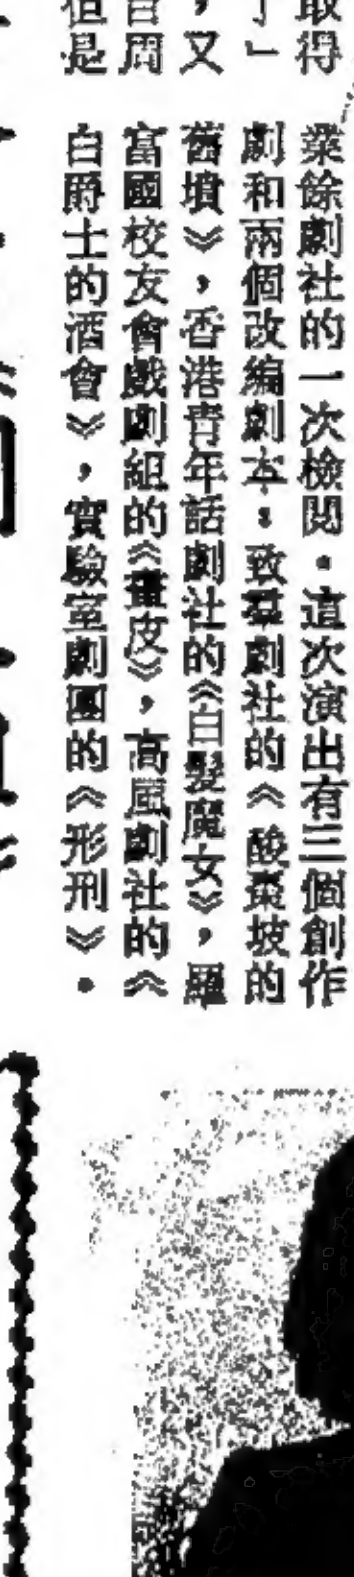 取得
業餘劇社的一次檢閱。這次演出有三個創作
了」
劇和兩個改編劇本：致羣劇社的《酸棗坡的
，又
舊墳》，香港青年話劇社的《白髮魔女》，羅
自周
富國校友會戲劇組的《畫皮》，高風劇社的《
但是
白爵士的酒會》，實驗室劇團的《形刑》。